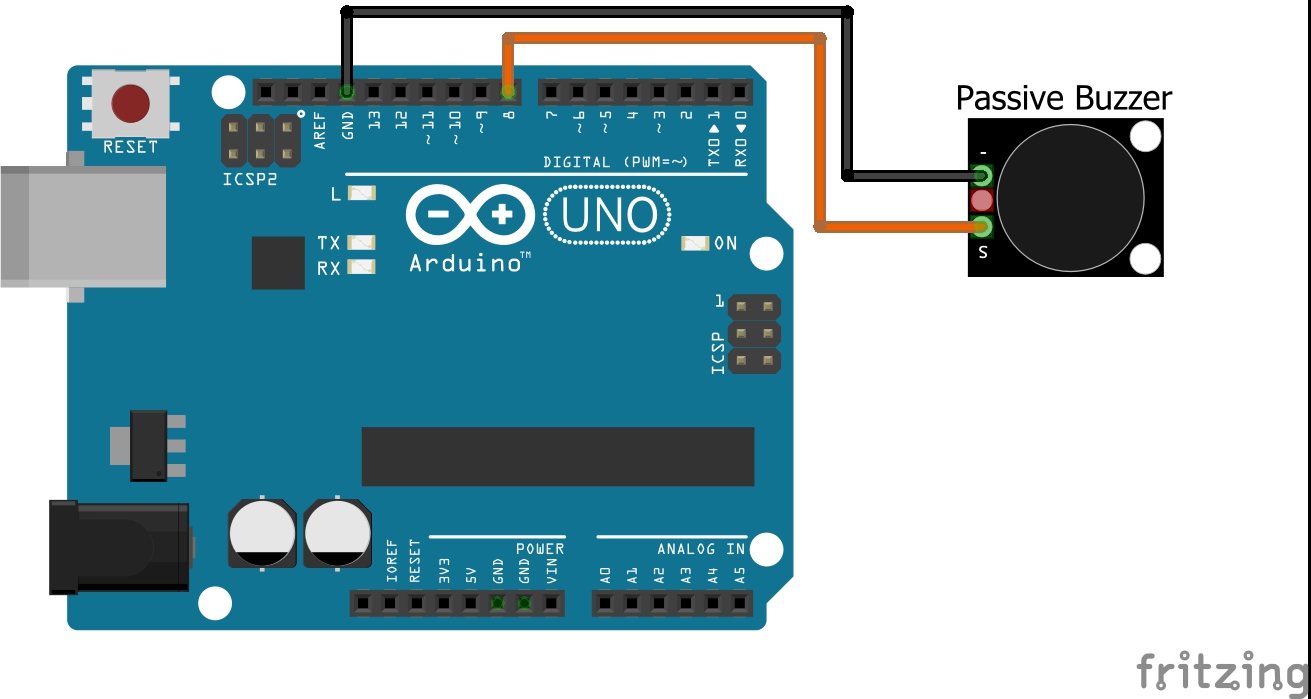 Passive Buzzer
-
S
RESET
ICSP2
AREF
GND
13
12
~11
~10
~9
8
7
~6
~5
4
~3
2
TX0▶1
RX0◀0
DIGITAL (PWM=~)
L
TX
RX
UNO
Arduino™
ON
1
ICSP
IOREF
RESET
3V3
5V
GND
GND
VIN
POWER
ANALOG IN
A0
A1
A2
A3
A4
A5
fritzing